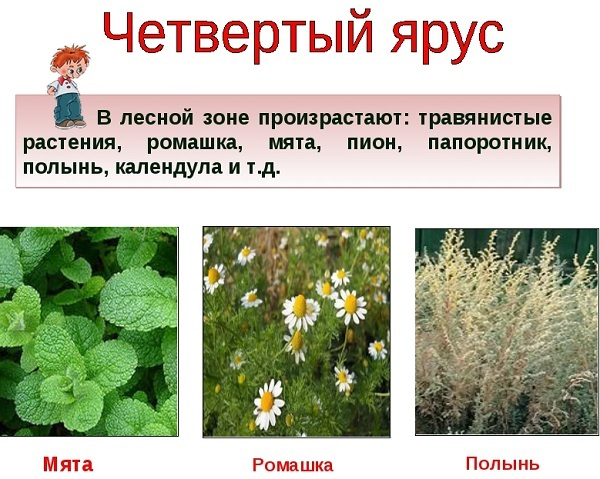 Четвертый ярус
В лесной зоне произрастают: травянистые
растения, ромашка, мята, пион, папоротник,
полынь, календула и т.д.
Мята
Ромашка
Полынь